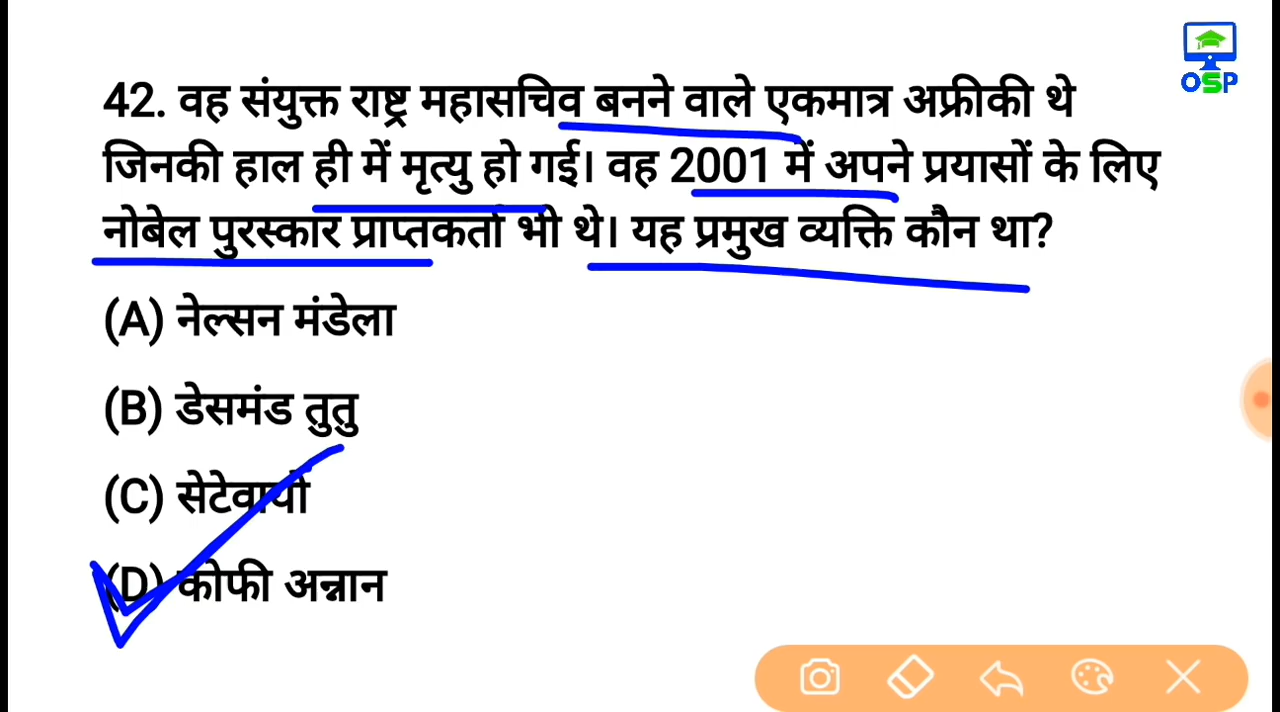 OSP
42. वह संयुक्त राष्ट्र महासचिव बनने वाले एकमात्र अफ्रीकी थे
जिनकी हाल ही में मृत्यु हो गई। वह 2001 में अपने प्रयासों के लिए
नोबेल पुरस्कार प्राप्तकर्ता भी थे। यह प्रमुख व्यक्ति कौन था?
(A) नेल्सन मंडेला
(B) डेसमंड तुतु
(C) सेटेवायो
(D) कोफी अन्नान